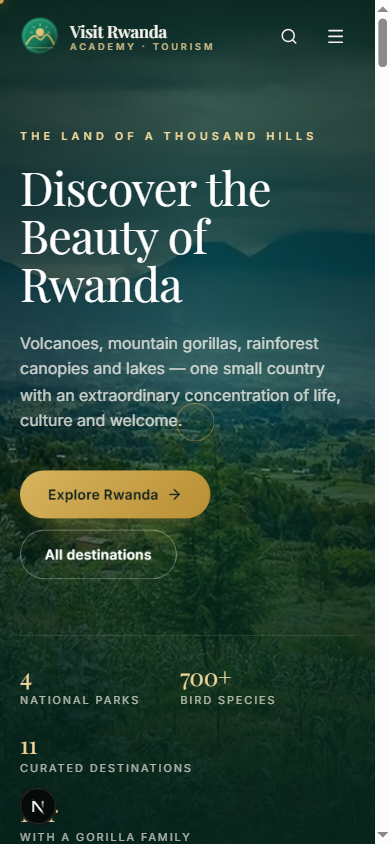 Visit Rwanda
ACADEMY · TOURISM
THE LAND OF A THOUSAND HILLS
Discover the
Beauty of
Rwanda
Volcanoes, mountain gorillas, rainforest
canopies and lakes — one small country
with an extraordinary concentration of life,
culture and welcome.
Explore Rwanda →
All destinations
4
NATIONAL PARKS
700+
BIRD SPECIES
11
CURATED DESTINATIONS
N
WITH A GORILLA FAMILY